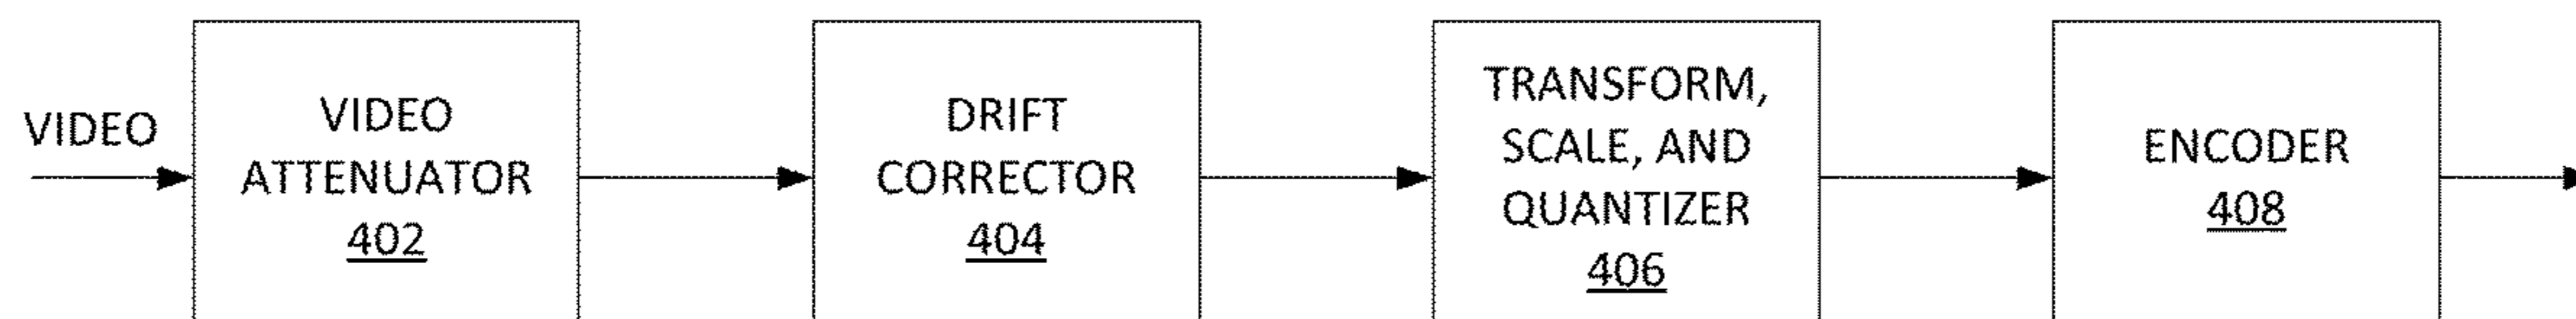 VIDEO
VIDEO
ATTENUATOR
402
DRIFT
CORRECTOR
404
TRANSFORM,
SCALE, AND
QUANTIZER
406
ENCODER
408